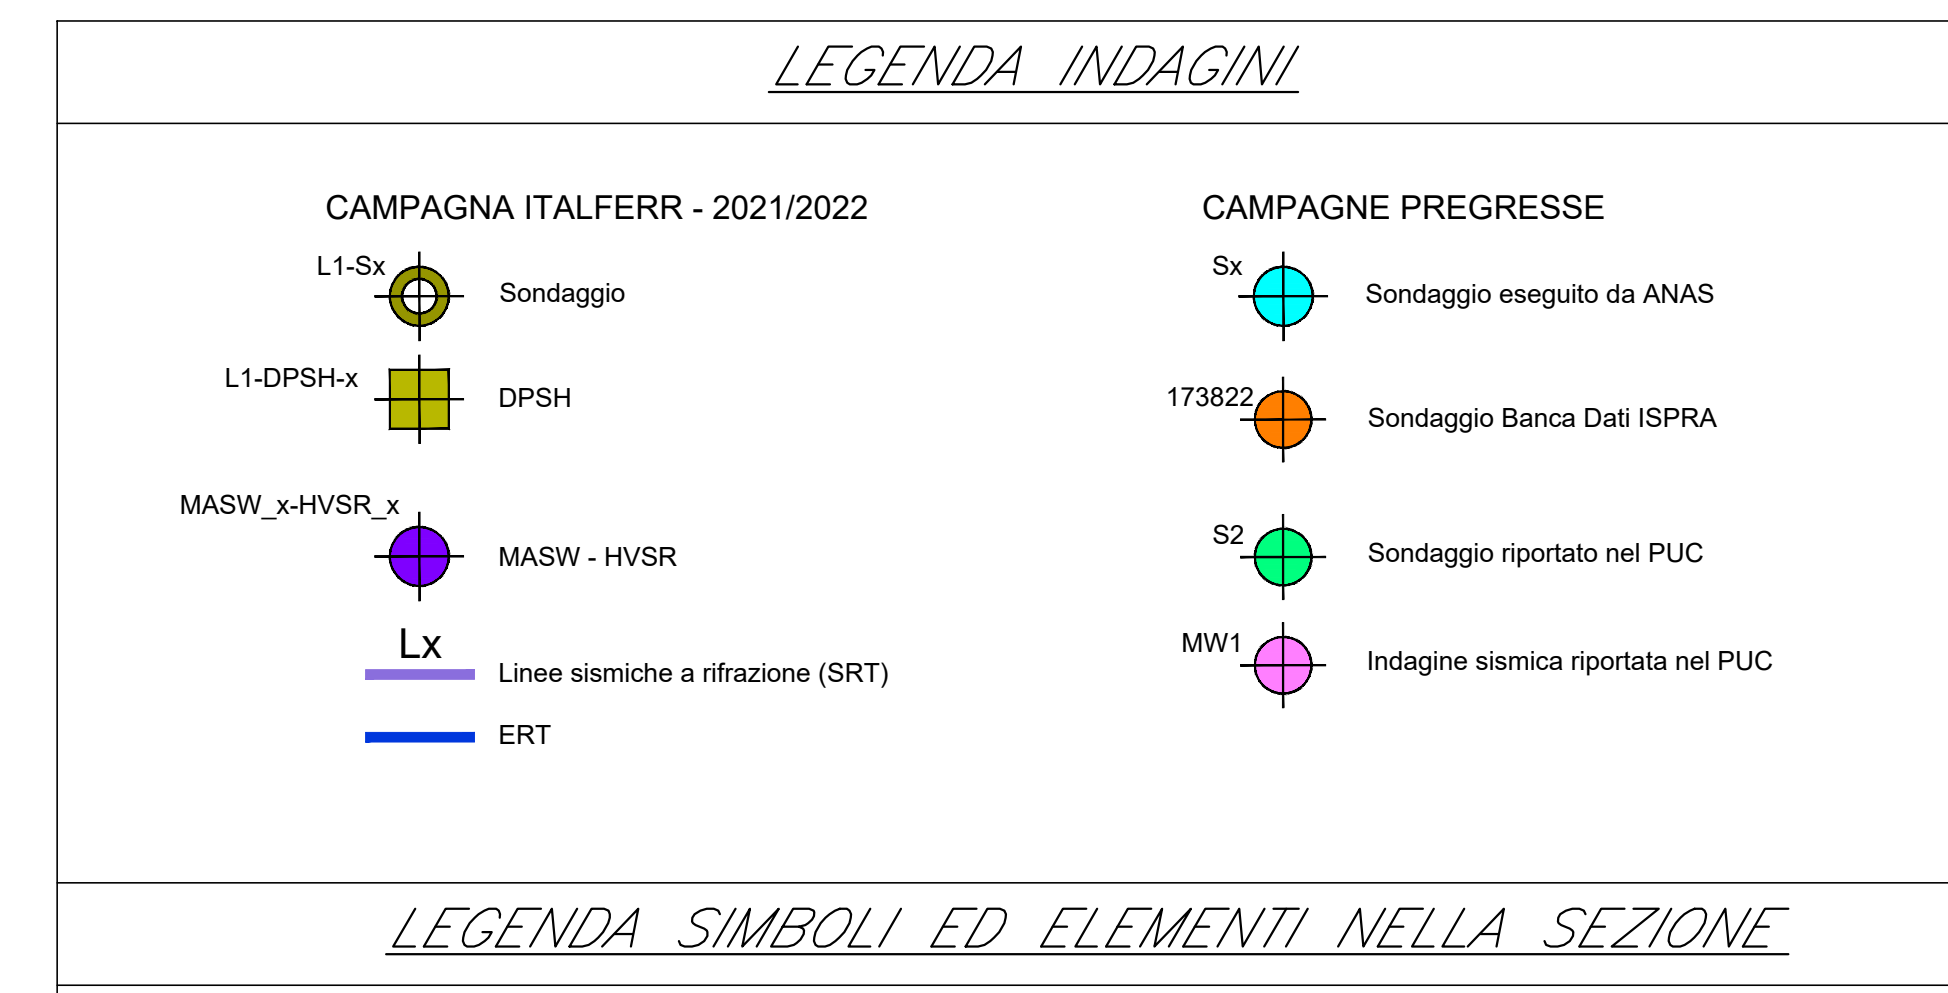 LEGENDA INDAGINI
CAMPAGNA ITALFERR - 2021/2022
L1-Sx
Sondaggio
L1-DPSH-x
DPSH
MASW_x-HVSR_x
MASW - HVSR
Lx
Linee sismiche a rifrazione (SRT)
ERT
CAMPAGNE PREGRESSE
Sx
Sondaggio eseguito da ANAS
173822
Sondaggio Banca Dati ISPRA
S2
Sondaggio riportato nel PUC
MW1
Indagine sismica riportata nel PUC
LEGENDA SIMBOLI ED ELEMENTI NELLA SEZIONE